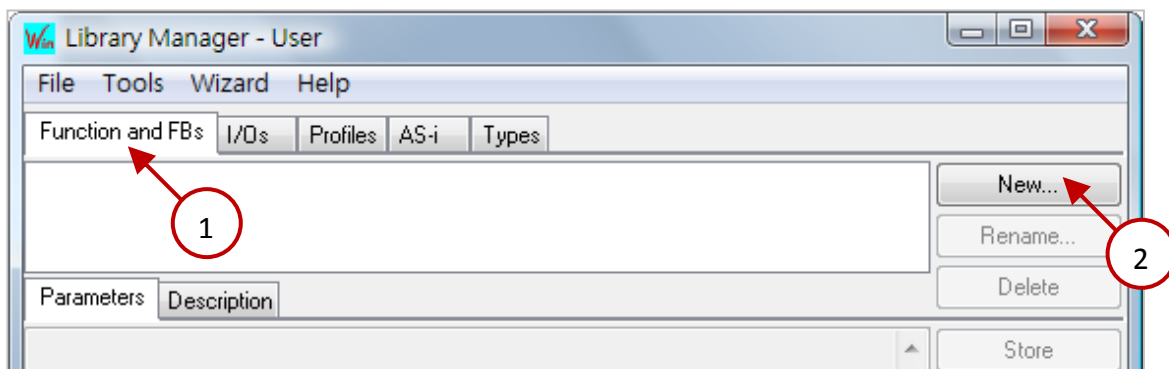 Win Library Manager - User
File Tools Wizard Help
Function and FBs I/Os Profiles AS-i Types
New...
1
Rename...
2
Delete
Parameters Description
Store